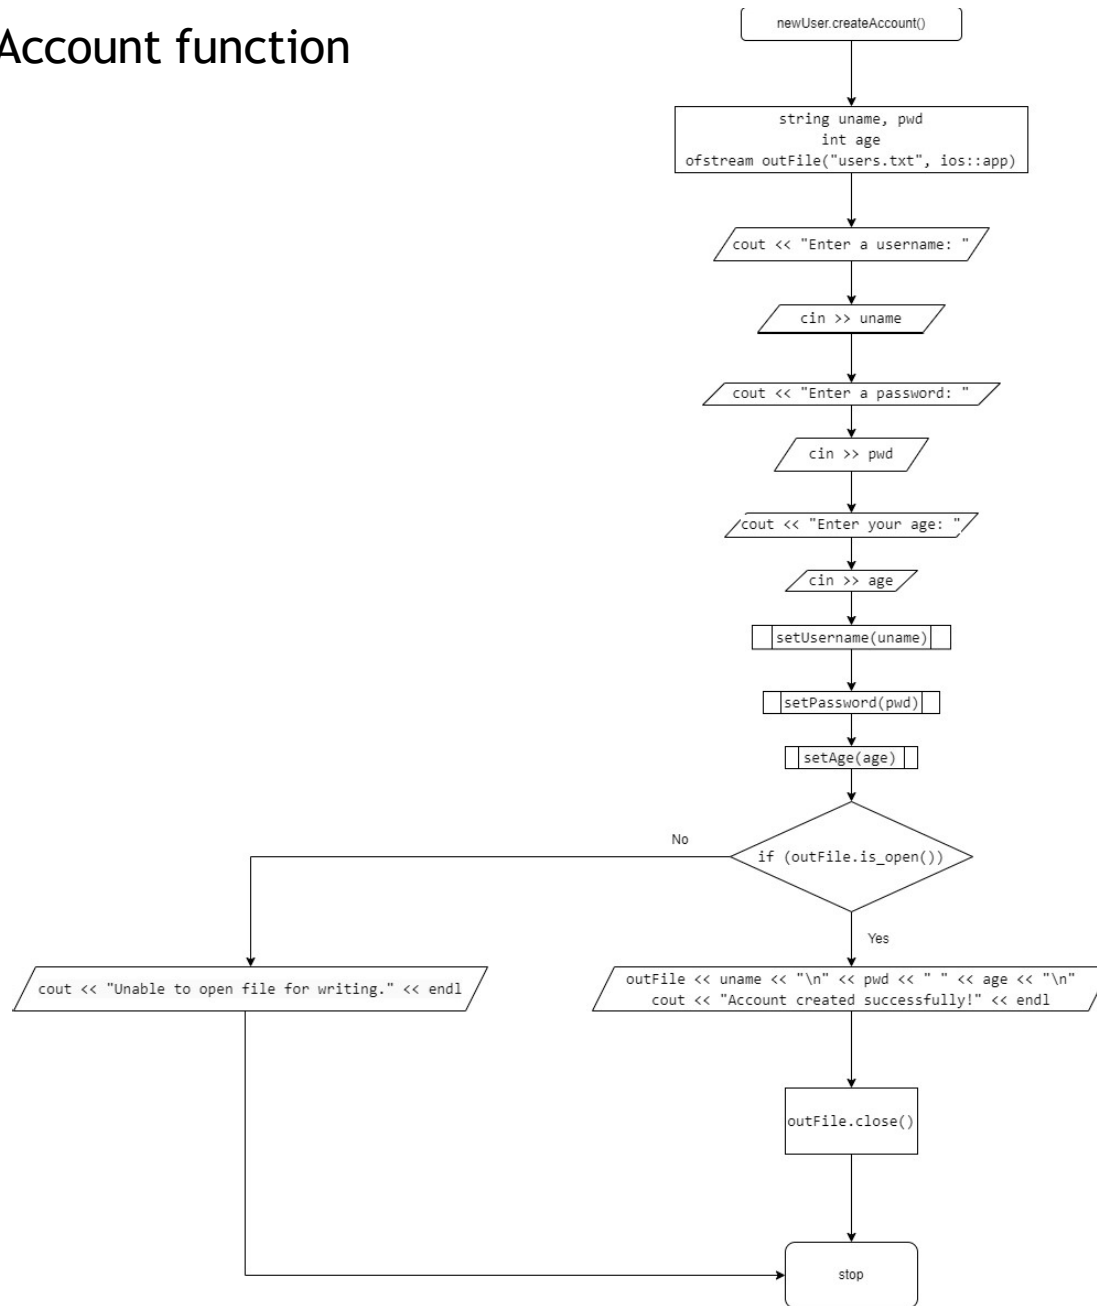 Account function
newUser.createAccount()
string uname, pwd
int age
ofstream outFile("users.txt", ios::app)
cout << "Enter a username: "
cin >> uname
cout << "Enter a password: "
cin >> pwd
cout << "Enter your age: "
cin >> age
setUsername(uname)
setPassword(pwd)
setAge(age)
if (outFile.is_open())
No
Yes
cout << "Unable to open file for writing." << endl
outFile << uname << "\n" << pwd << " " << age << "\n"
cout << "Account created successfully!" << endl
outFile.close()
stop